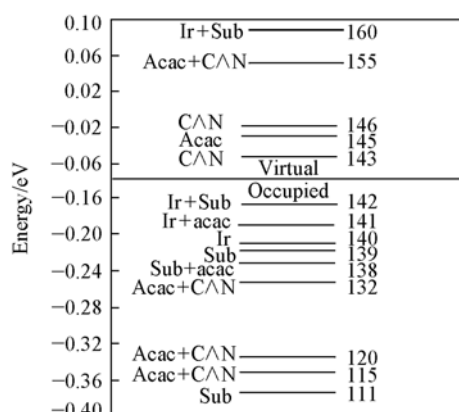 Energy/eV
0.10
0.06
0.02
−0.02
−0.06
−0.16
−0.20
−0.24
−0.28
−0.32
−0.36
−0.40
Ir+Sub 160
Acac+C∧N 155
C∧N 146
Acac 145
C∧N 143
Virtual
Occupied
Ir+Sub 142
Ir+acac 141
Ir 140
Sub 139
Sub+acac 138
Acac+C∧N 132
Acac+C∧N 120
Acac+C∧N 115
Sub 111